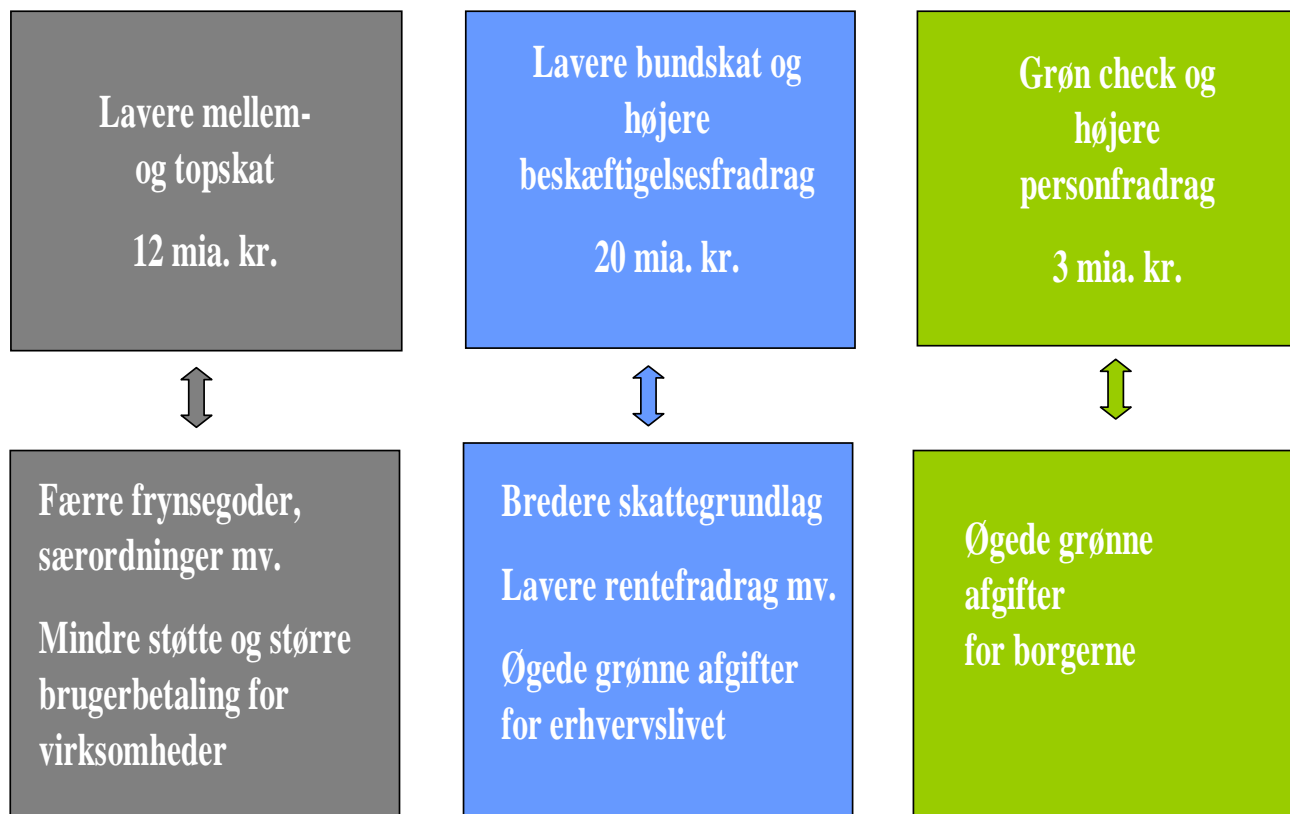 Lavere mellem-
og topskat
12 mia. kr.
Lavere bundskat og
højere
beskæftigelsesfradrag
20 mia. kr.
Grøn check og
højere
personfradrag
3 mia. kr.
Færre frynsegoder,
særordninger mv.
Mindre støtte og større
brugerbetaling for
virksomheder
Bredere skattegrundlag
Lavere rentefradrag mv.
Øgede grønne afgifter
for erhvervslivet
Øgede grønne
afgifter
for borgerne